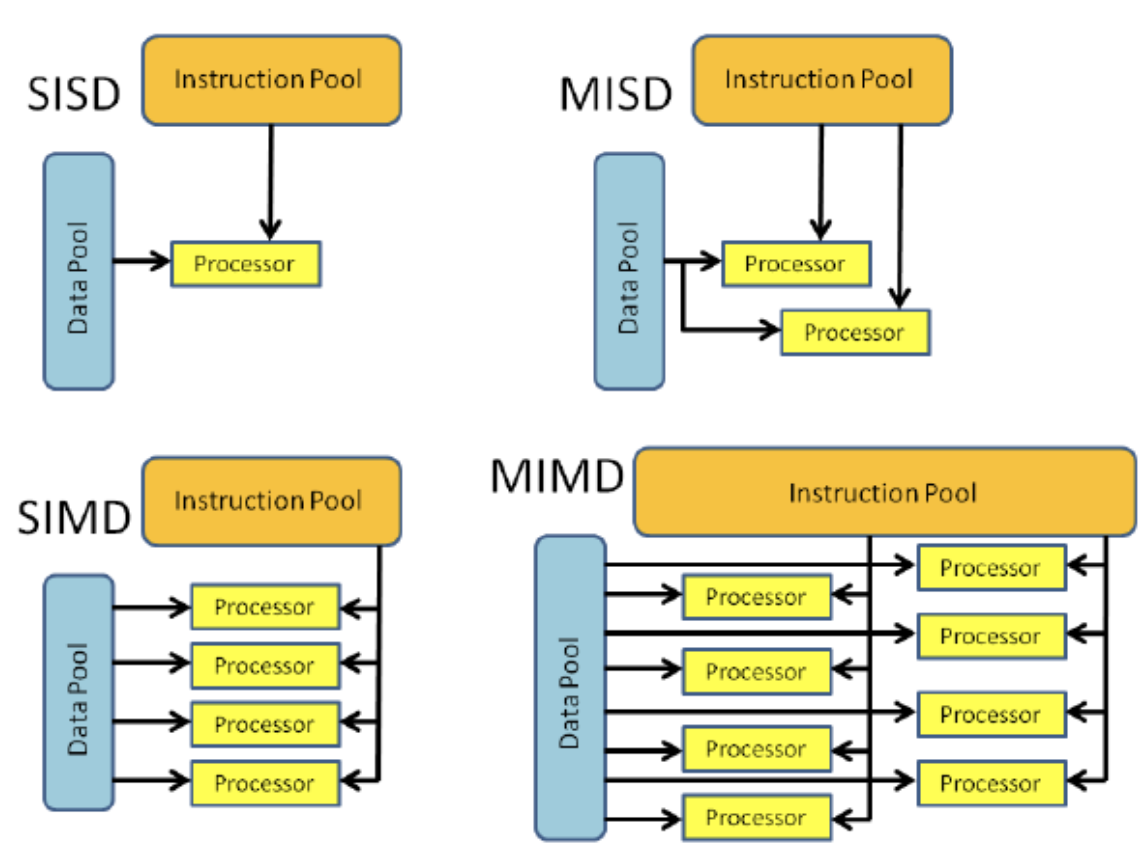 SISD
Instruction Pool
Data Pool
Processor
MISD
Instruction Pool
Data Pool
Processor
Processor
SIMD
Instruction Pool
Data Pool
Processor
Processor
Processor
Processor
MIMD
Instruction Pool
Data Pool
Processor
Processor
Processor
Processor
Processor
Processor
Processor
Processor